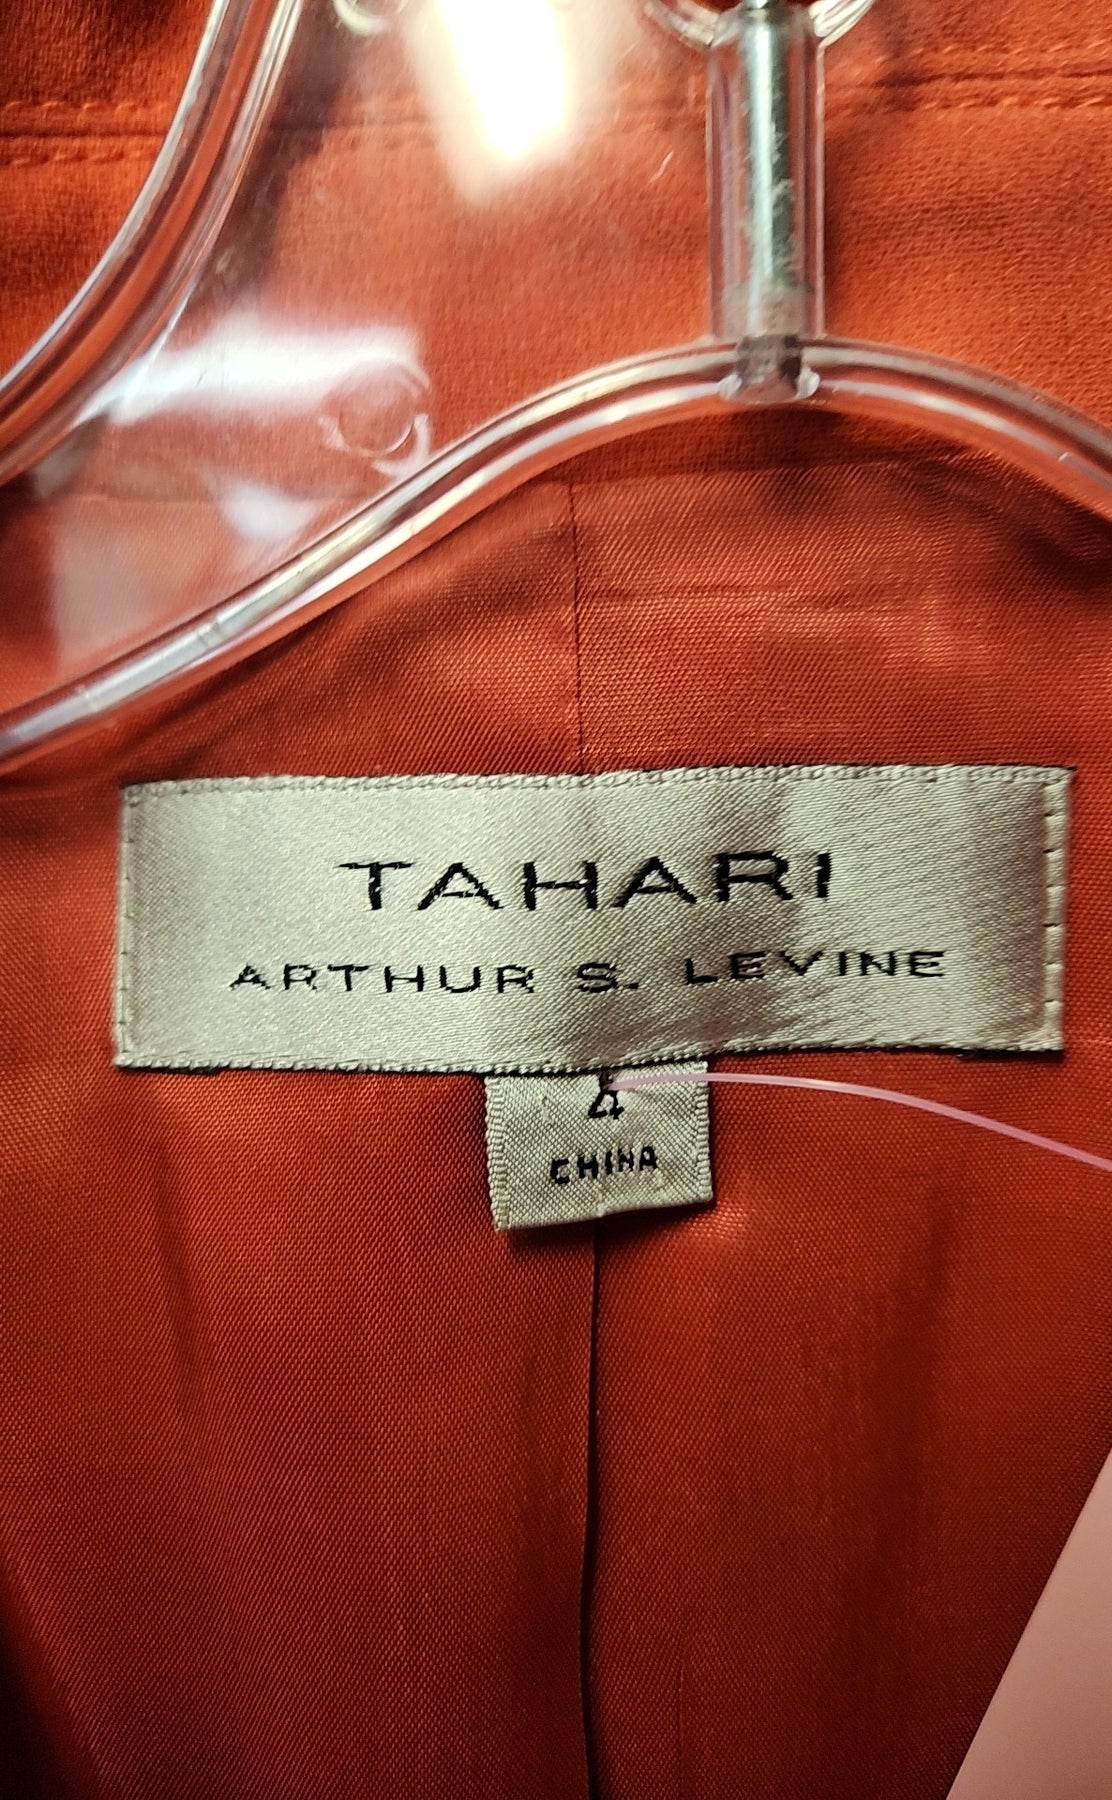 TAHARI
ARTHUR S. LEVINE
4
CHINA